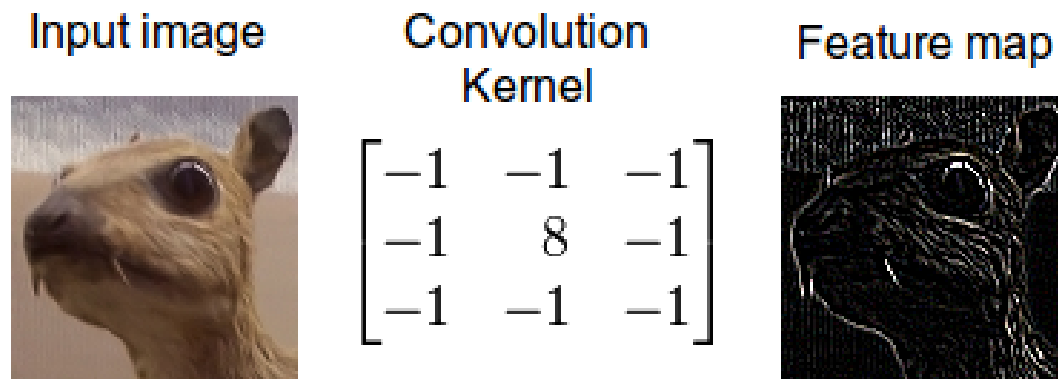 Input image
Convolution
Kernel
Feature map
−1 −1 −1
−1 8 −1
−1 −1 −1